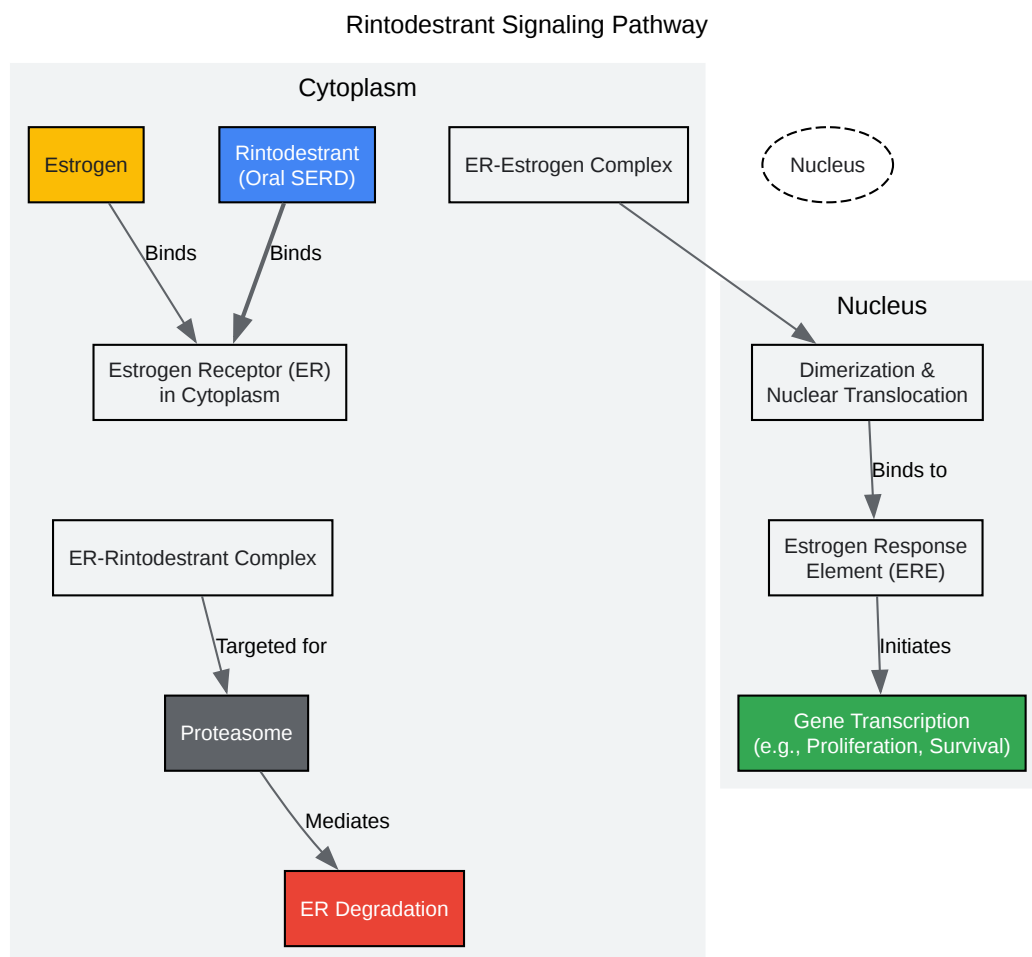 Rintodestrant Signaling Pathway
Cytoplasm
Estrogen
Rintodestrant
(Oral SERD)
ER-Estrogen Complex
Nucleus
Binds
Binds
Nucleus
Estrogen Receptor (ER)
in Cytoplasm
Dimerization &
Nuclear Translocation
Binds to
ER-Rintodestrant Complex
Estrogen Response
Element (ERE)
Targeted for
Initiates
Proteasome
Gene Transcription
(e.g., Proliferation, Survival)
Mediates
ER Degradation